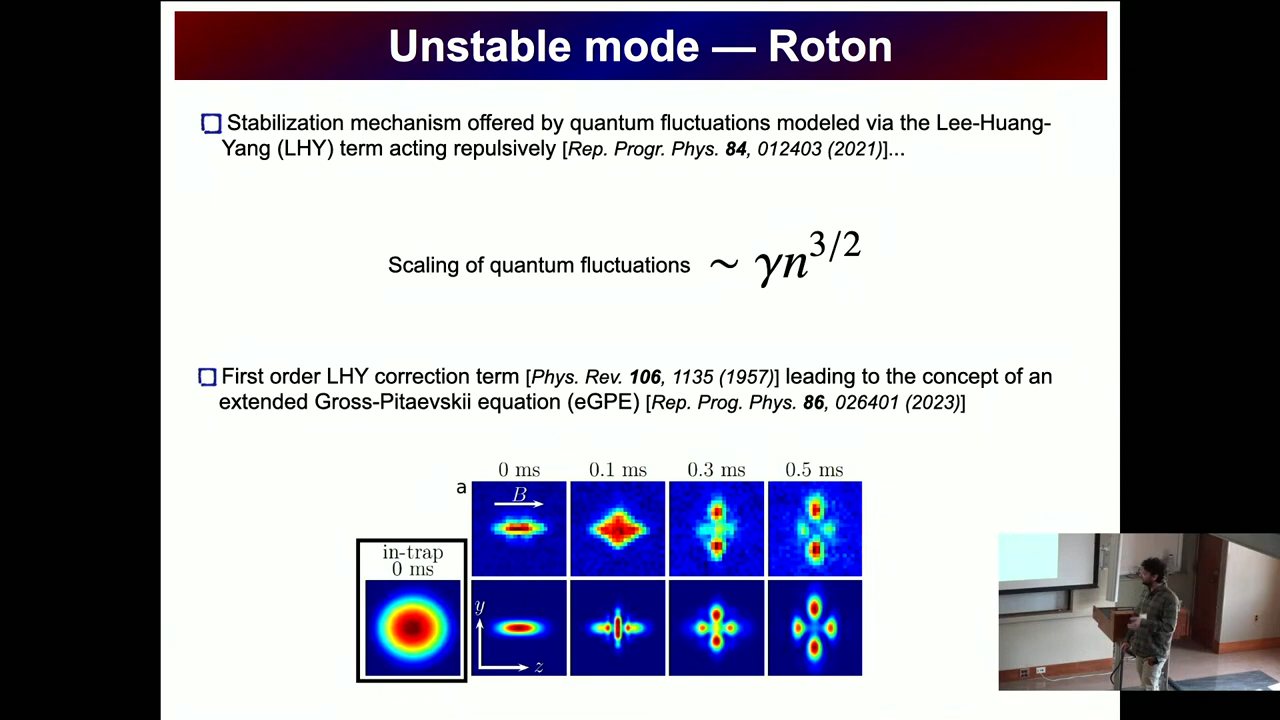 Unstable mode — Roton
Stabilization mechanism offered by quantum fluctuations modeled via the Lee-Huang-
Yang (LHY) term acting repulsively [Rep. Progr. Phys. 84, 012403 (2021)]...
Scaling of quantum fluctuations ∼ γn^{3/2}
First order LHY correction term [Phys. Rev. 106, 1135 (1957)] leading to the concept of an
extended Gross-Pitaevskii equation (eGPE) [Rep. Prog. Phys. 86, 026401 (2023)]
0 ms 0.1 ms 0.3 ms 0.5 ms
a
B
in-trap
0 ms
y
z